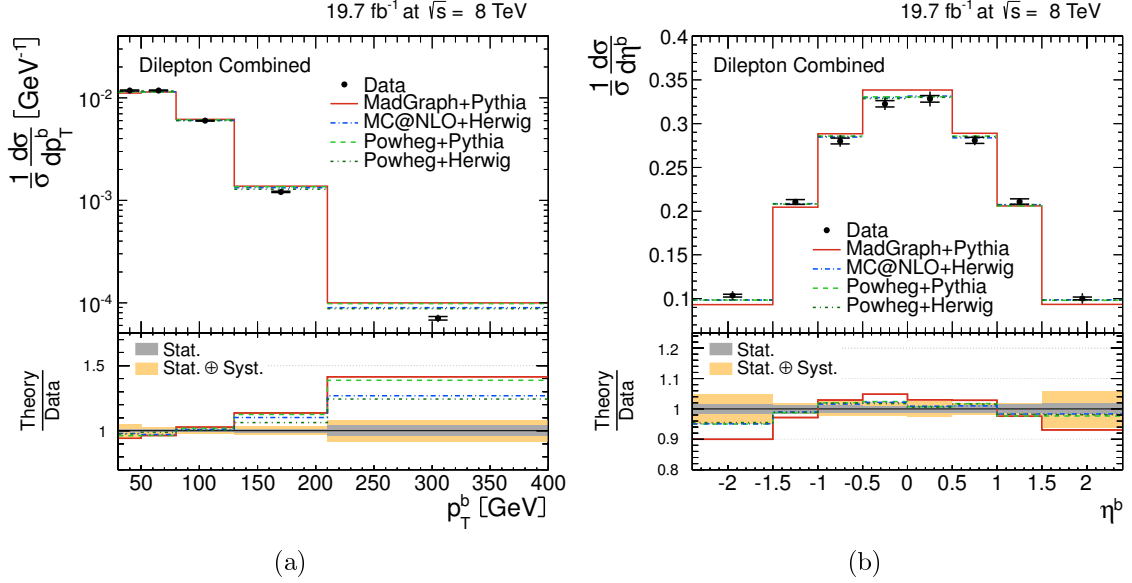 19.7 fb⁻¹ at √s = 8 TeV
1/σ dσ/dp_T^b [GeV⁻¹]
Dilepton Combined
Data
MadGraph+Pythia
MC@NLO+Herwig
Powheg+Pythia
Powheg+Herwig
10⁻²
10⁻³
10⁻⁴
Stat.
Stat. ⊕ Syst.
Theory
Data
1.5
1
50 100 150 200 250 300 350 400
p_T^b [GeV]
(a)
19.7 fb⁻¹ at √s = 8 TeV
1/σ dσ/dη^b
Dilepton Combined
0.4
0.35
0.3
0.25
0.2
0.15
0.1
Data
MadGraph+Pythia
MC@NLO+Herwig
Powheg+Pythia
Powheg+Herwig
Stat.
Stat. ⊕ Syst.
Theory
Data
1.2
1.1
1
0.9
0.8
-2 -1.5 -1 -0.5 0 0.5 1 1.5 2
η^b
(b)